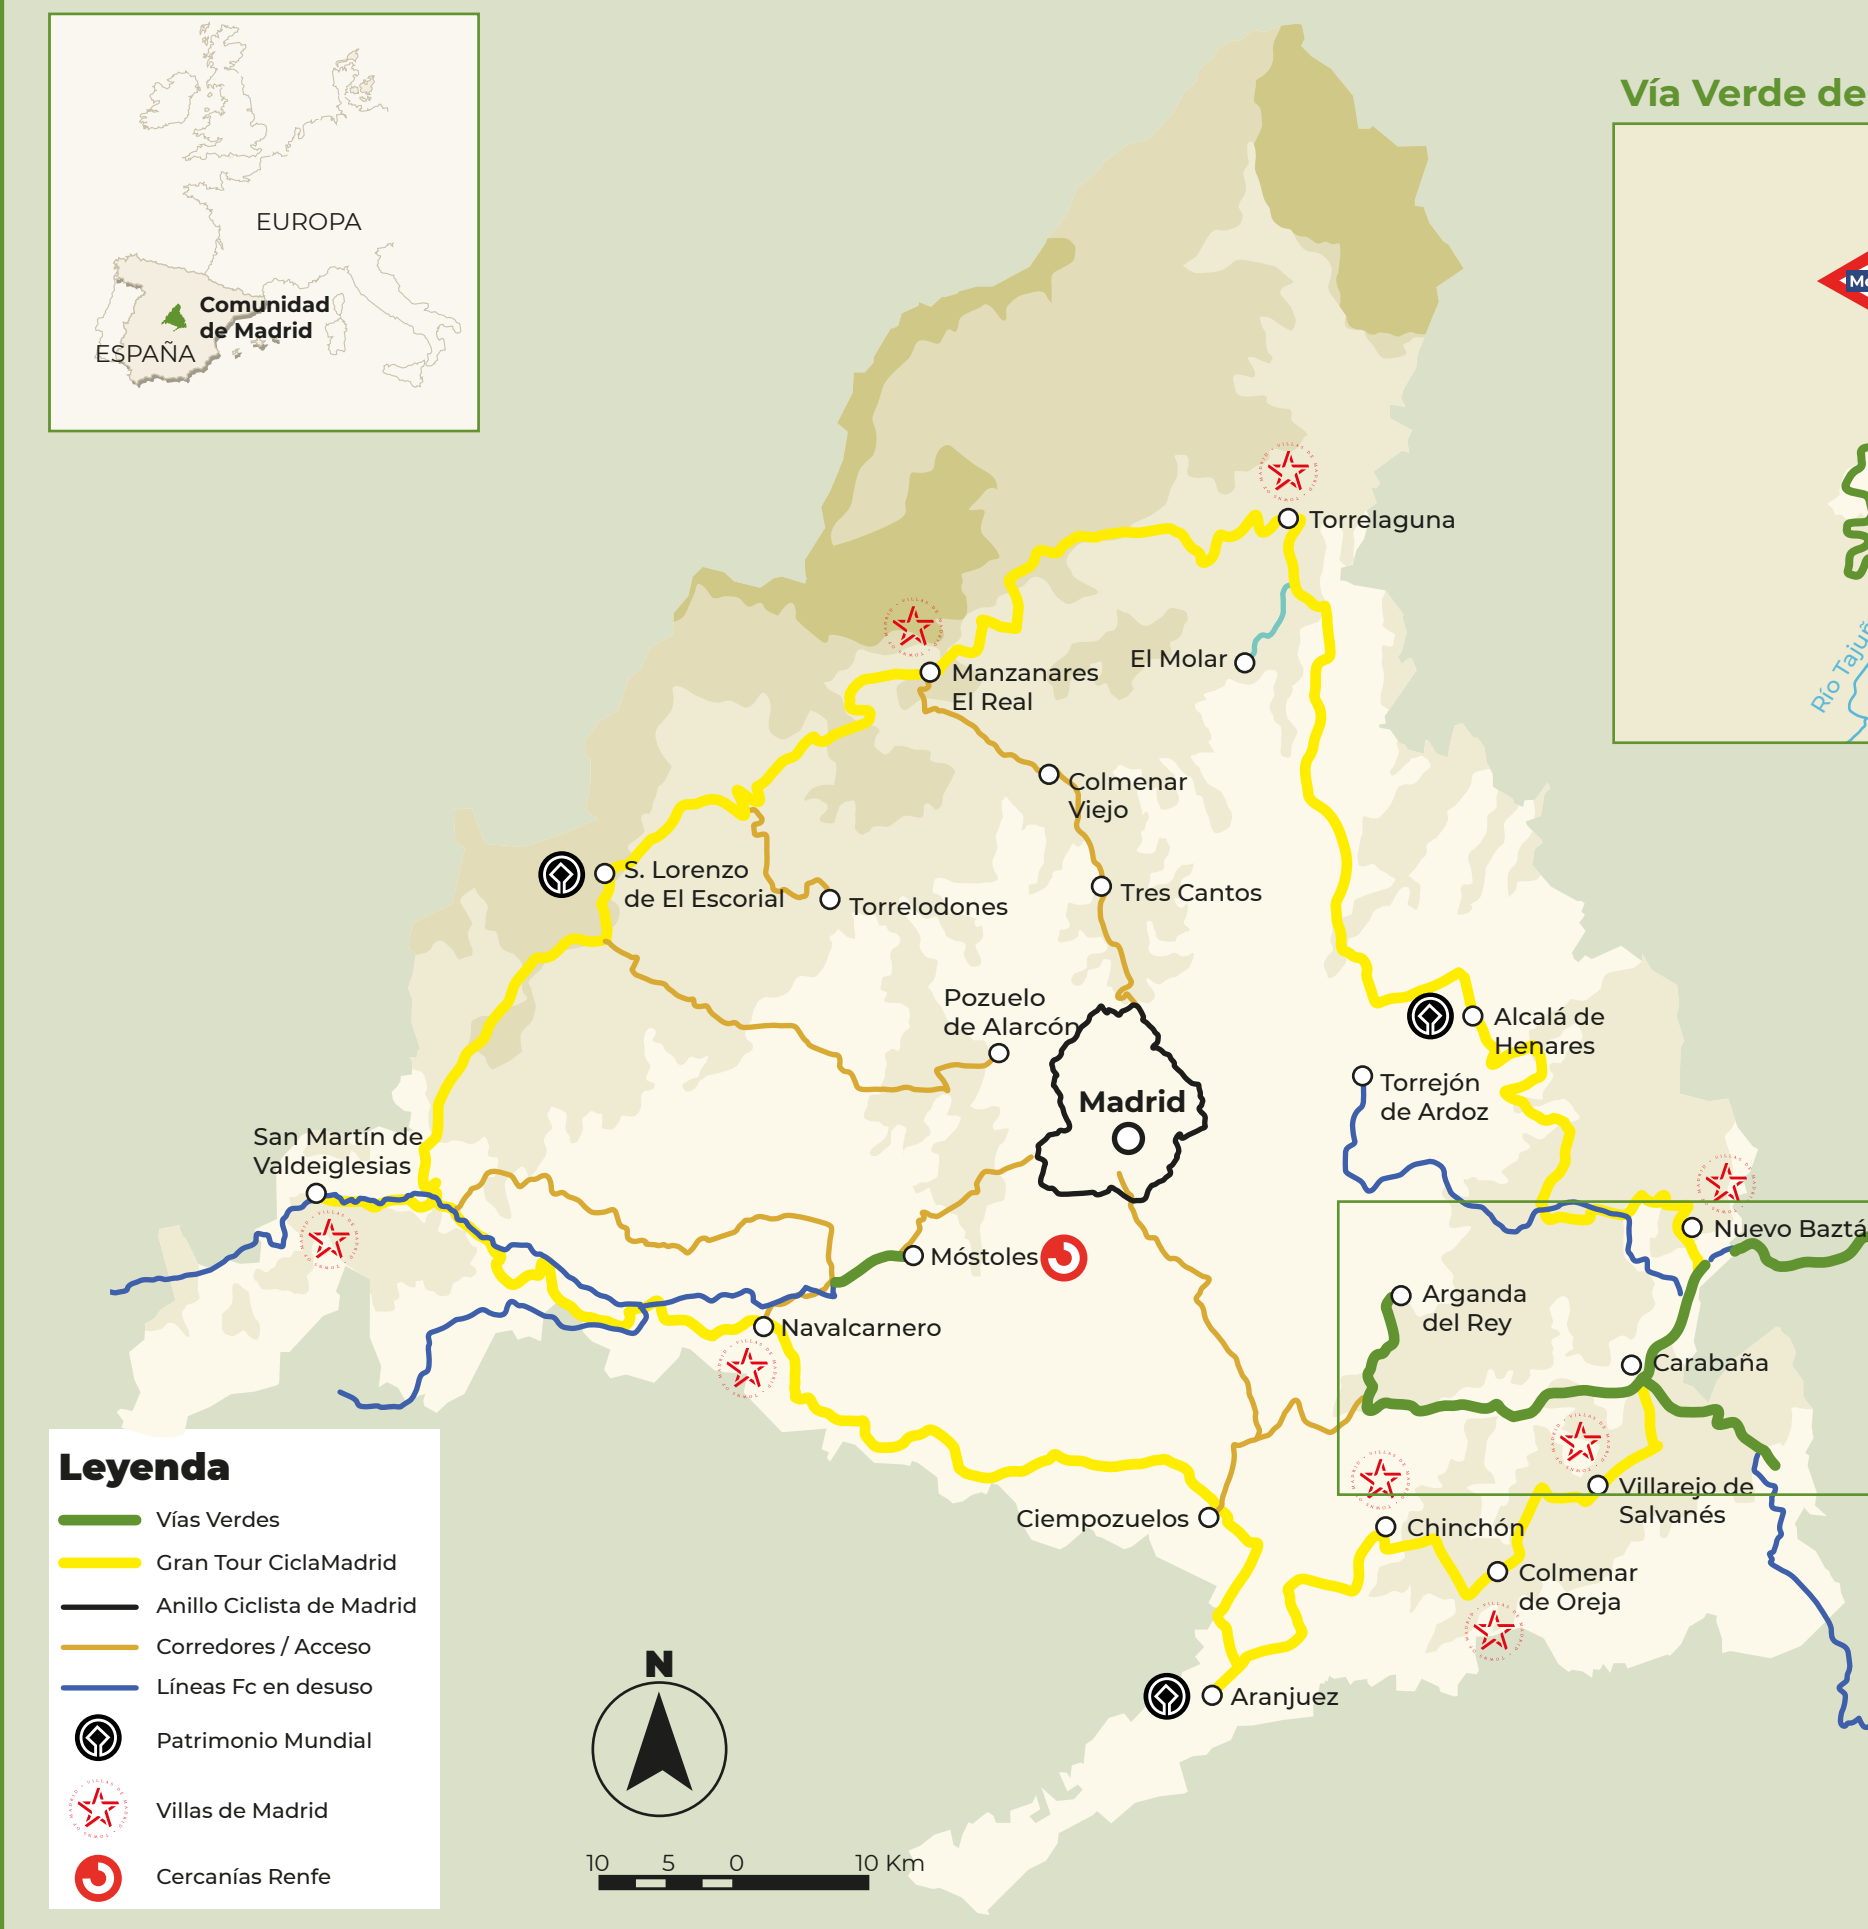 EUROPA
Comunidad
de Madrid
ESPAÑA
Vía Verde de
Torrelaguna
Manzanares
El Real
El Molar
Río Tajuñ
Colmenar
Viejo
S. Lorenzo
de El Escorial
Torrelodones
Tres Cantos
Pozuelo
de Alarcón
Alcalá de
Henares
Torrejón
de Ardoz
Madrid
San Martín de
Valdeiglesias
Nuevo Baztá
Móstoles
Arganda
del Rey
Navalcarnero
Carabaña
Villarejo de
Salvanés
Ciempozuelos
Chinchón
Colmenar
de Oreja
Aranjuez
Leyenda
Vías Verdes
Gran Tour CiclaMadrid
Anillo Ciclista de Madrid
Corredores / Acceso
Líneas Fc en desuso
Patrimonio Mundial
Villas de Madrid
Cercanías Renfe
N
10 5 0 10 Km